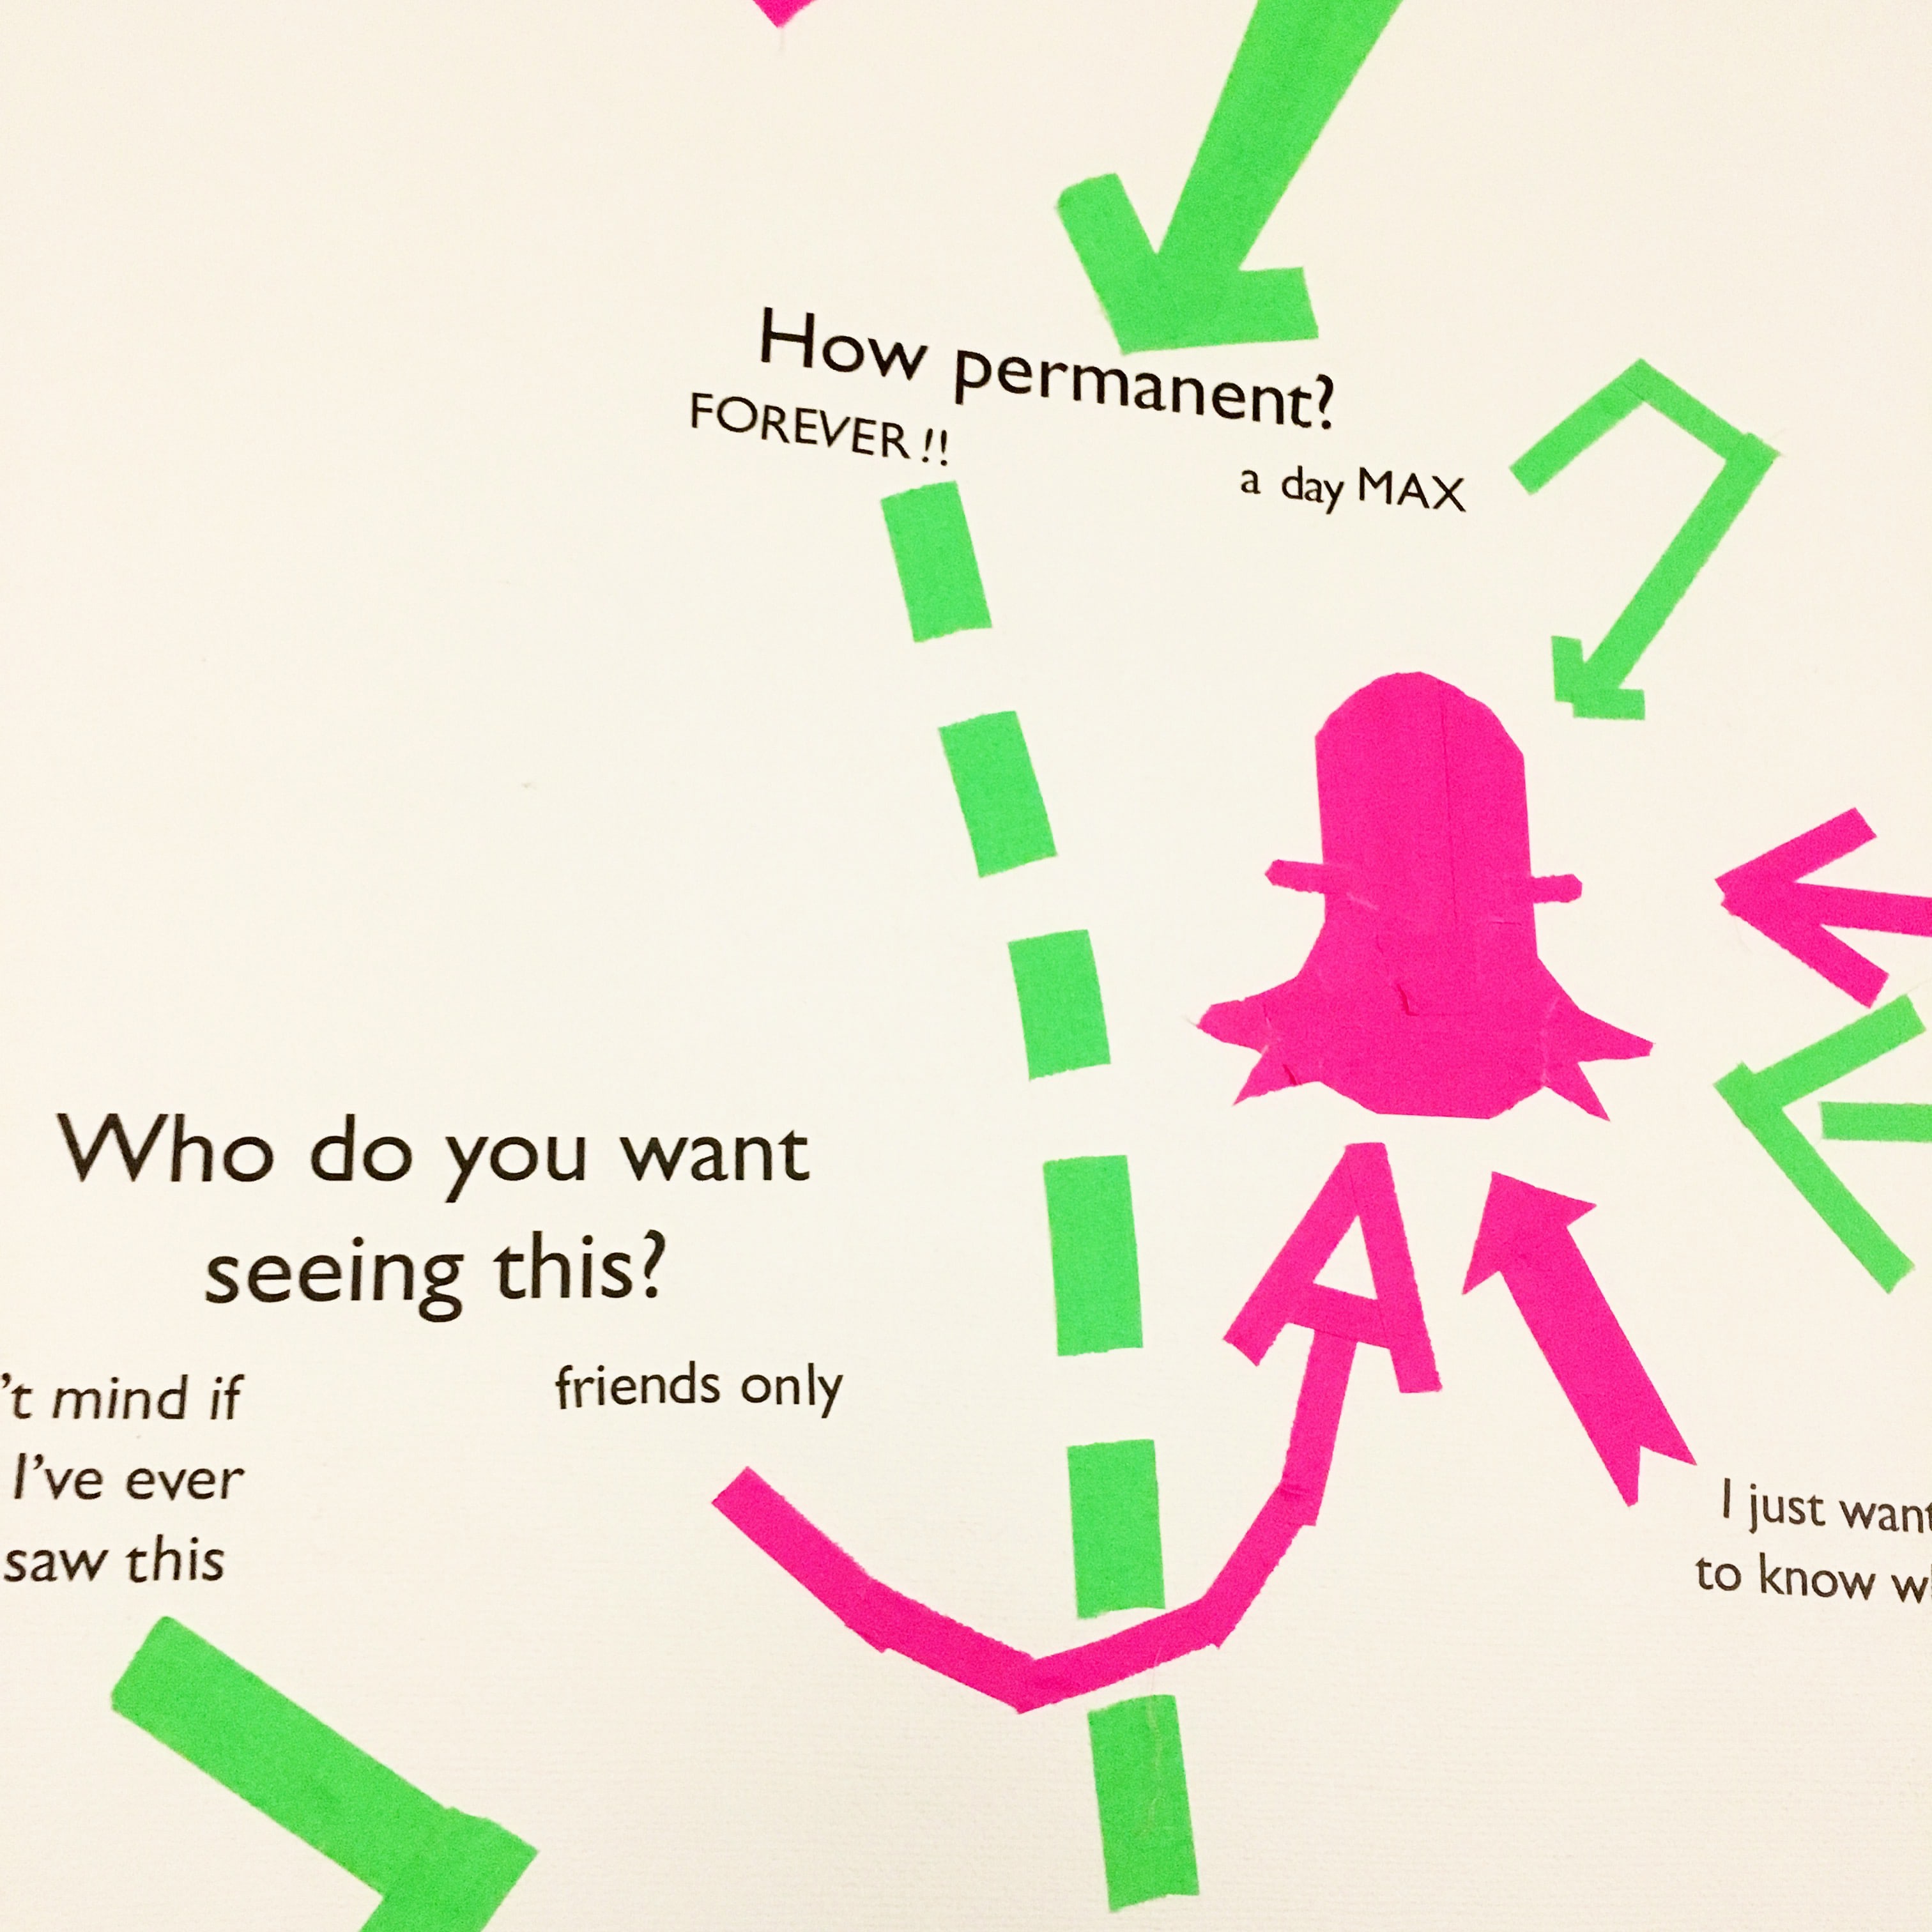 How permanent?
FOREVER !!
a day MAX
Who do you want
seeing this?
't mind if
I've ever
saw this
friends only
I just want
to know